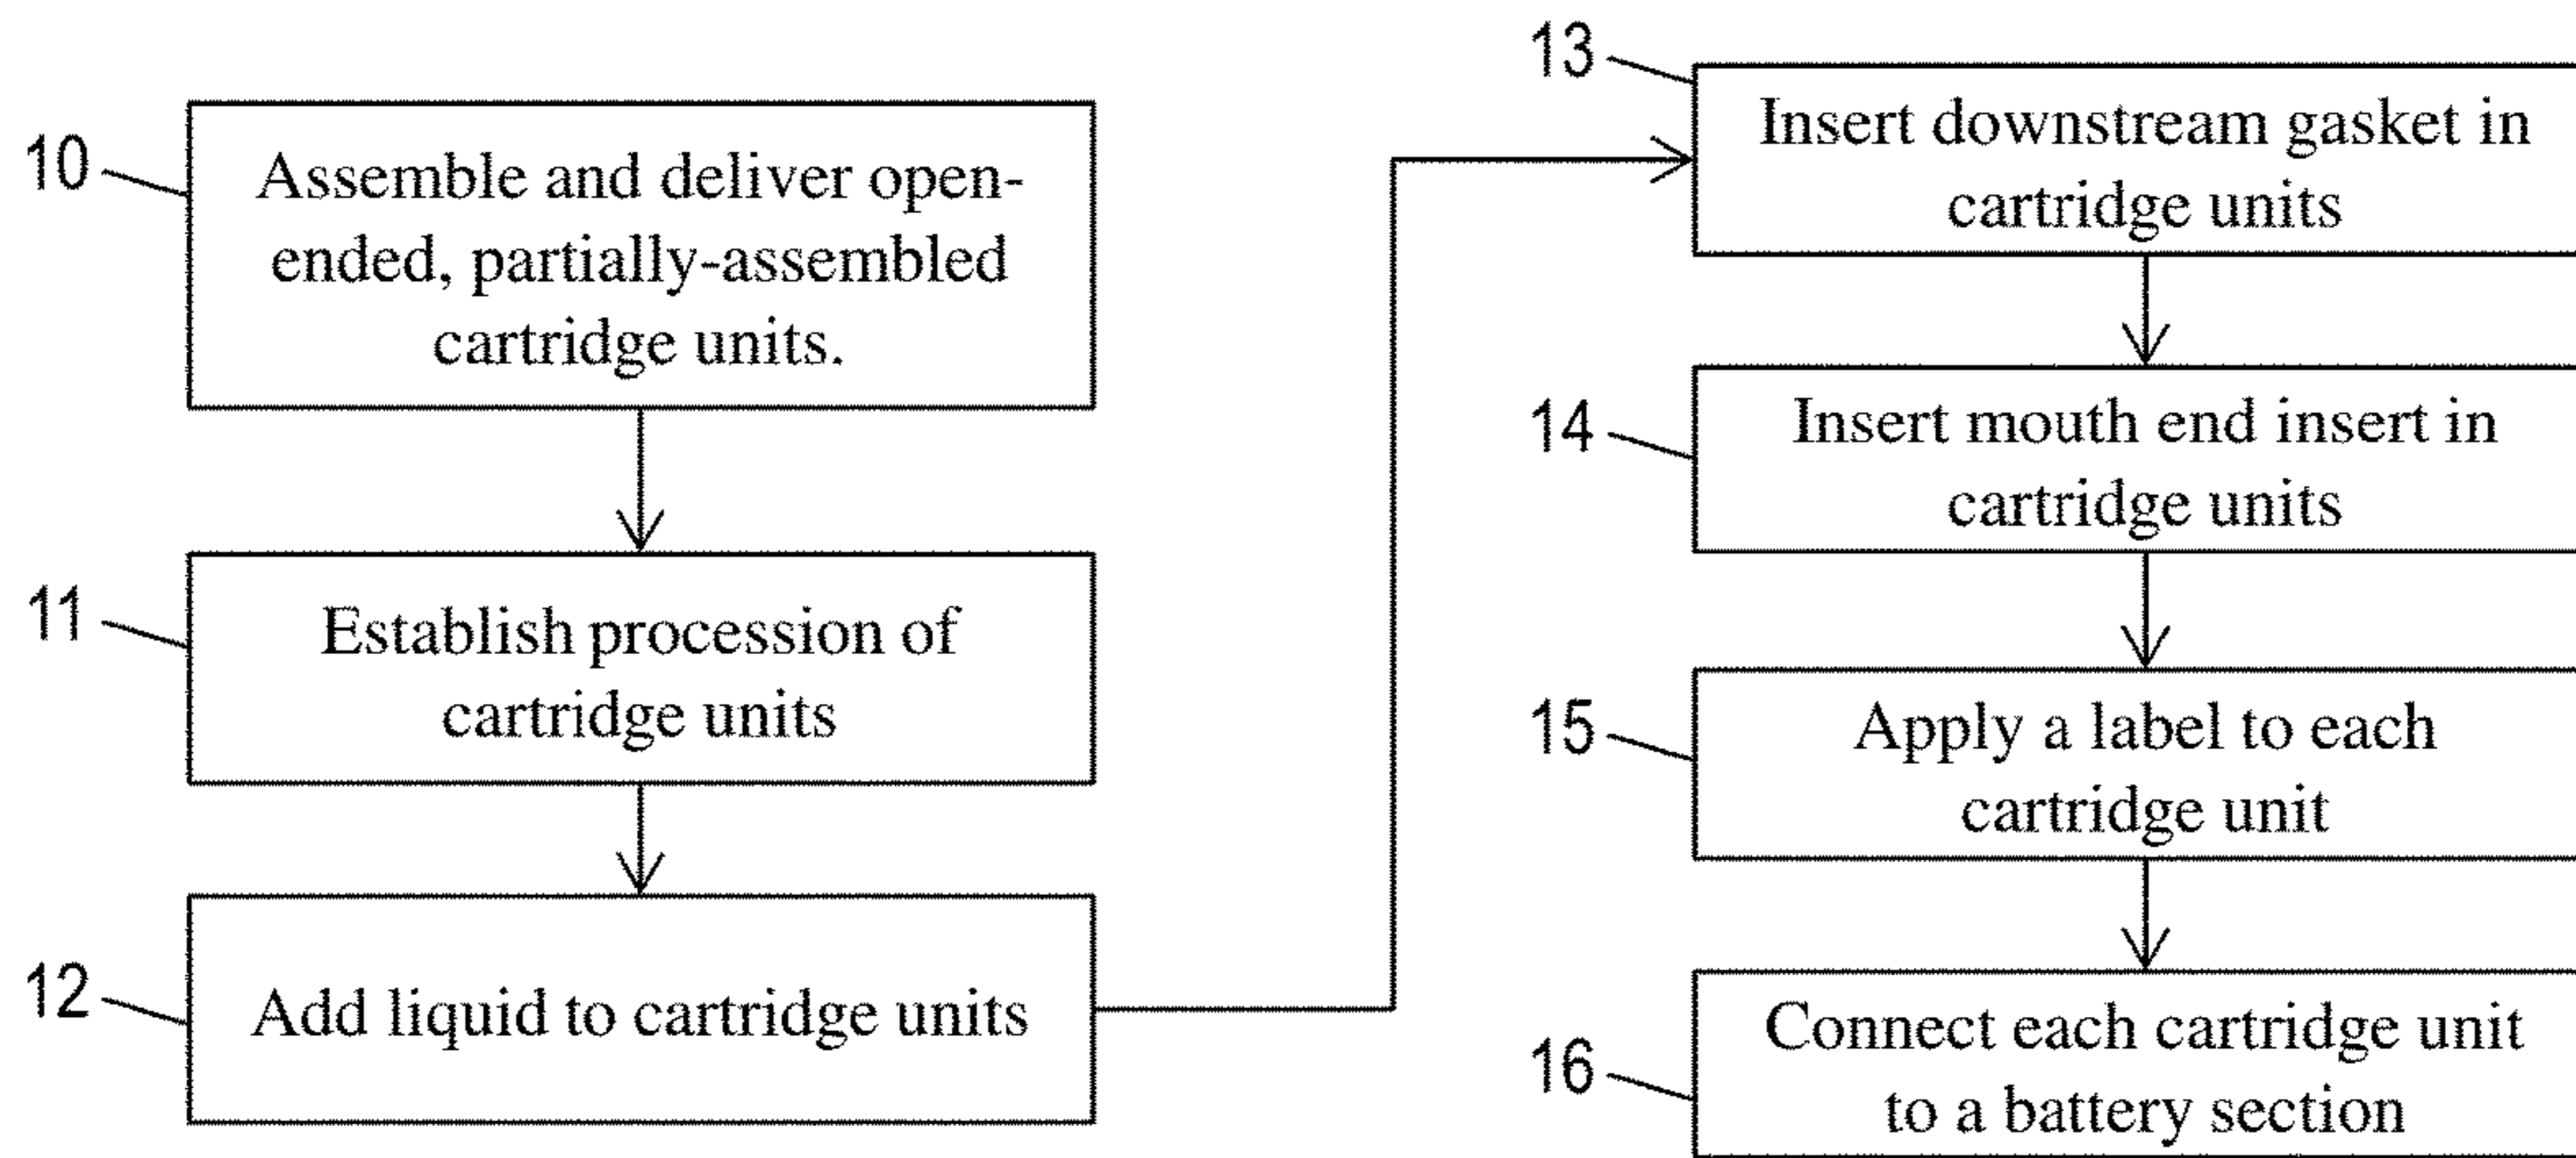 10
Assemble and deliver open-
ended, partially-assembled
cartridge units.
11
Establish procession of
cartridge units
12
Add liquid to cartridge units
13
Insert downstream gasket in
cartridge units
14
Insert mouth end insert in
cartridge units
15
Apply a label to each
cartridge unit
16
Connect each cartridge unit
to a battery section